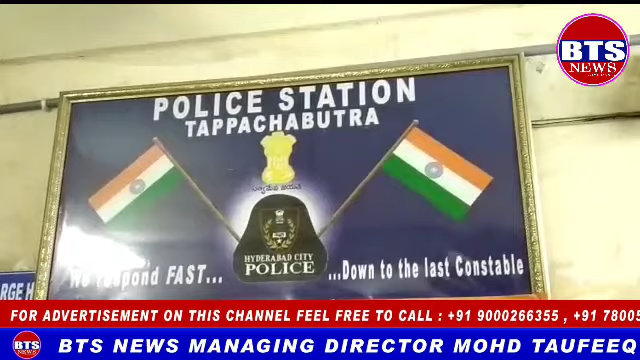 BTS
NEWS
POLICE STATION
TAPPACHABUTRA
HYDERABAD CITY
POLICE
We respond FAST... ...Down to the last Constable
FOR ADVERTISEMENT ON THIS CHANNEL FEEL FREE TO CALL : +91 9000266355 , +91 78005
BTS
NEWS
BTS NEWS MANAGING DIRECTOR MOHD TAUFEEQ